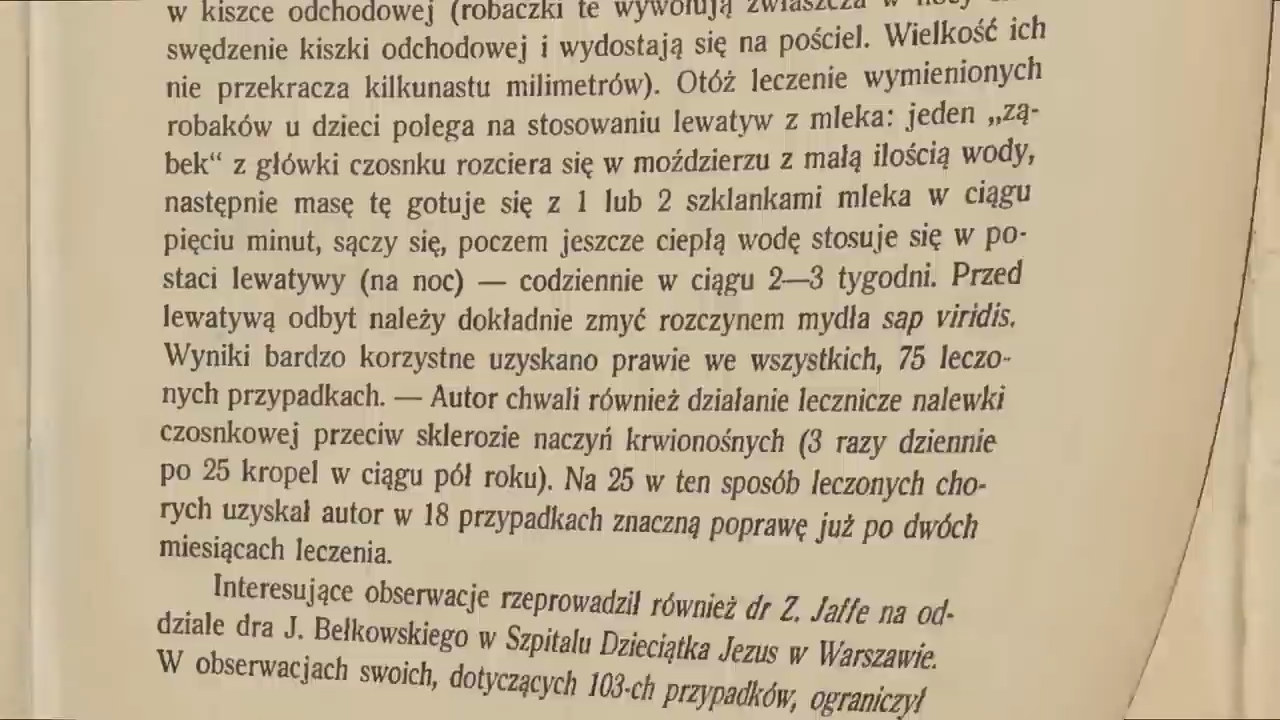 w kiszce odchodowej (robaczki te wywołują zwłaszcza w nocy
swędzenie kiszki odchodowej i wydostają się na pościel. Wielkość ich
nie przekracza kilkunastu milimetrów). Otóż leczenie wymienionych
robaków u dzieci polega na stosowaniu lewatyw z mleka: jeden „zą-
bek“ z główki czosnku rozciera się w moździerzu z małą ilością wody,
następnie masę tę gotuje się z 1 lub 2 szklankami mleka w ciągu
pięciu minut, sączy się, poczem jeszcze ciepłą wodę stosuje się w po-
staci lewatywy (na noc) — codziennie w ciągu 2—3 tygodni. Przed
lewatywą odbyt należy dokładnie zmyć rozczynem mydła sap viridis.
Wyniki bardzo korzystne uzyskano prawie we wszystkich, 75 leczo-
nych przypadkach. — Autor chwali również działanie lecznicze nalewki
czosnkowej przeciw sklerozie naczyń krwionośnych (3 razy dziennie
po 25 kropel w ciągu pół roku). Na 25 w ten sposób leczonych cho-
rych uzyskał autor w 18 przypadkach znaczną poprawę już po dwóch
miesiącach leczenia.
Interesujące obserwacje rzeprowadził również dr Z. Jaffe na od-
dziale dra J. Bełkowskiego w Szpitalu Dzieciątka Jezus w Warszawie.
W obserwacjach swoich, dotyczących 103-ch przypadków, ograniczył